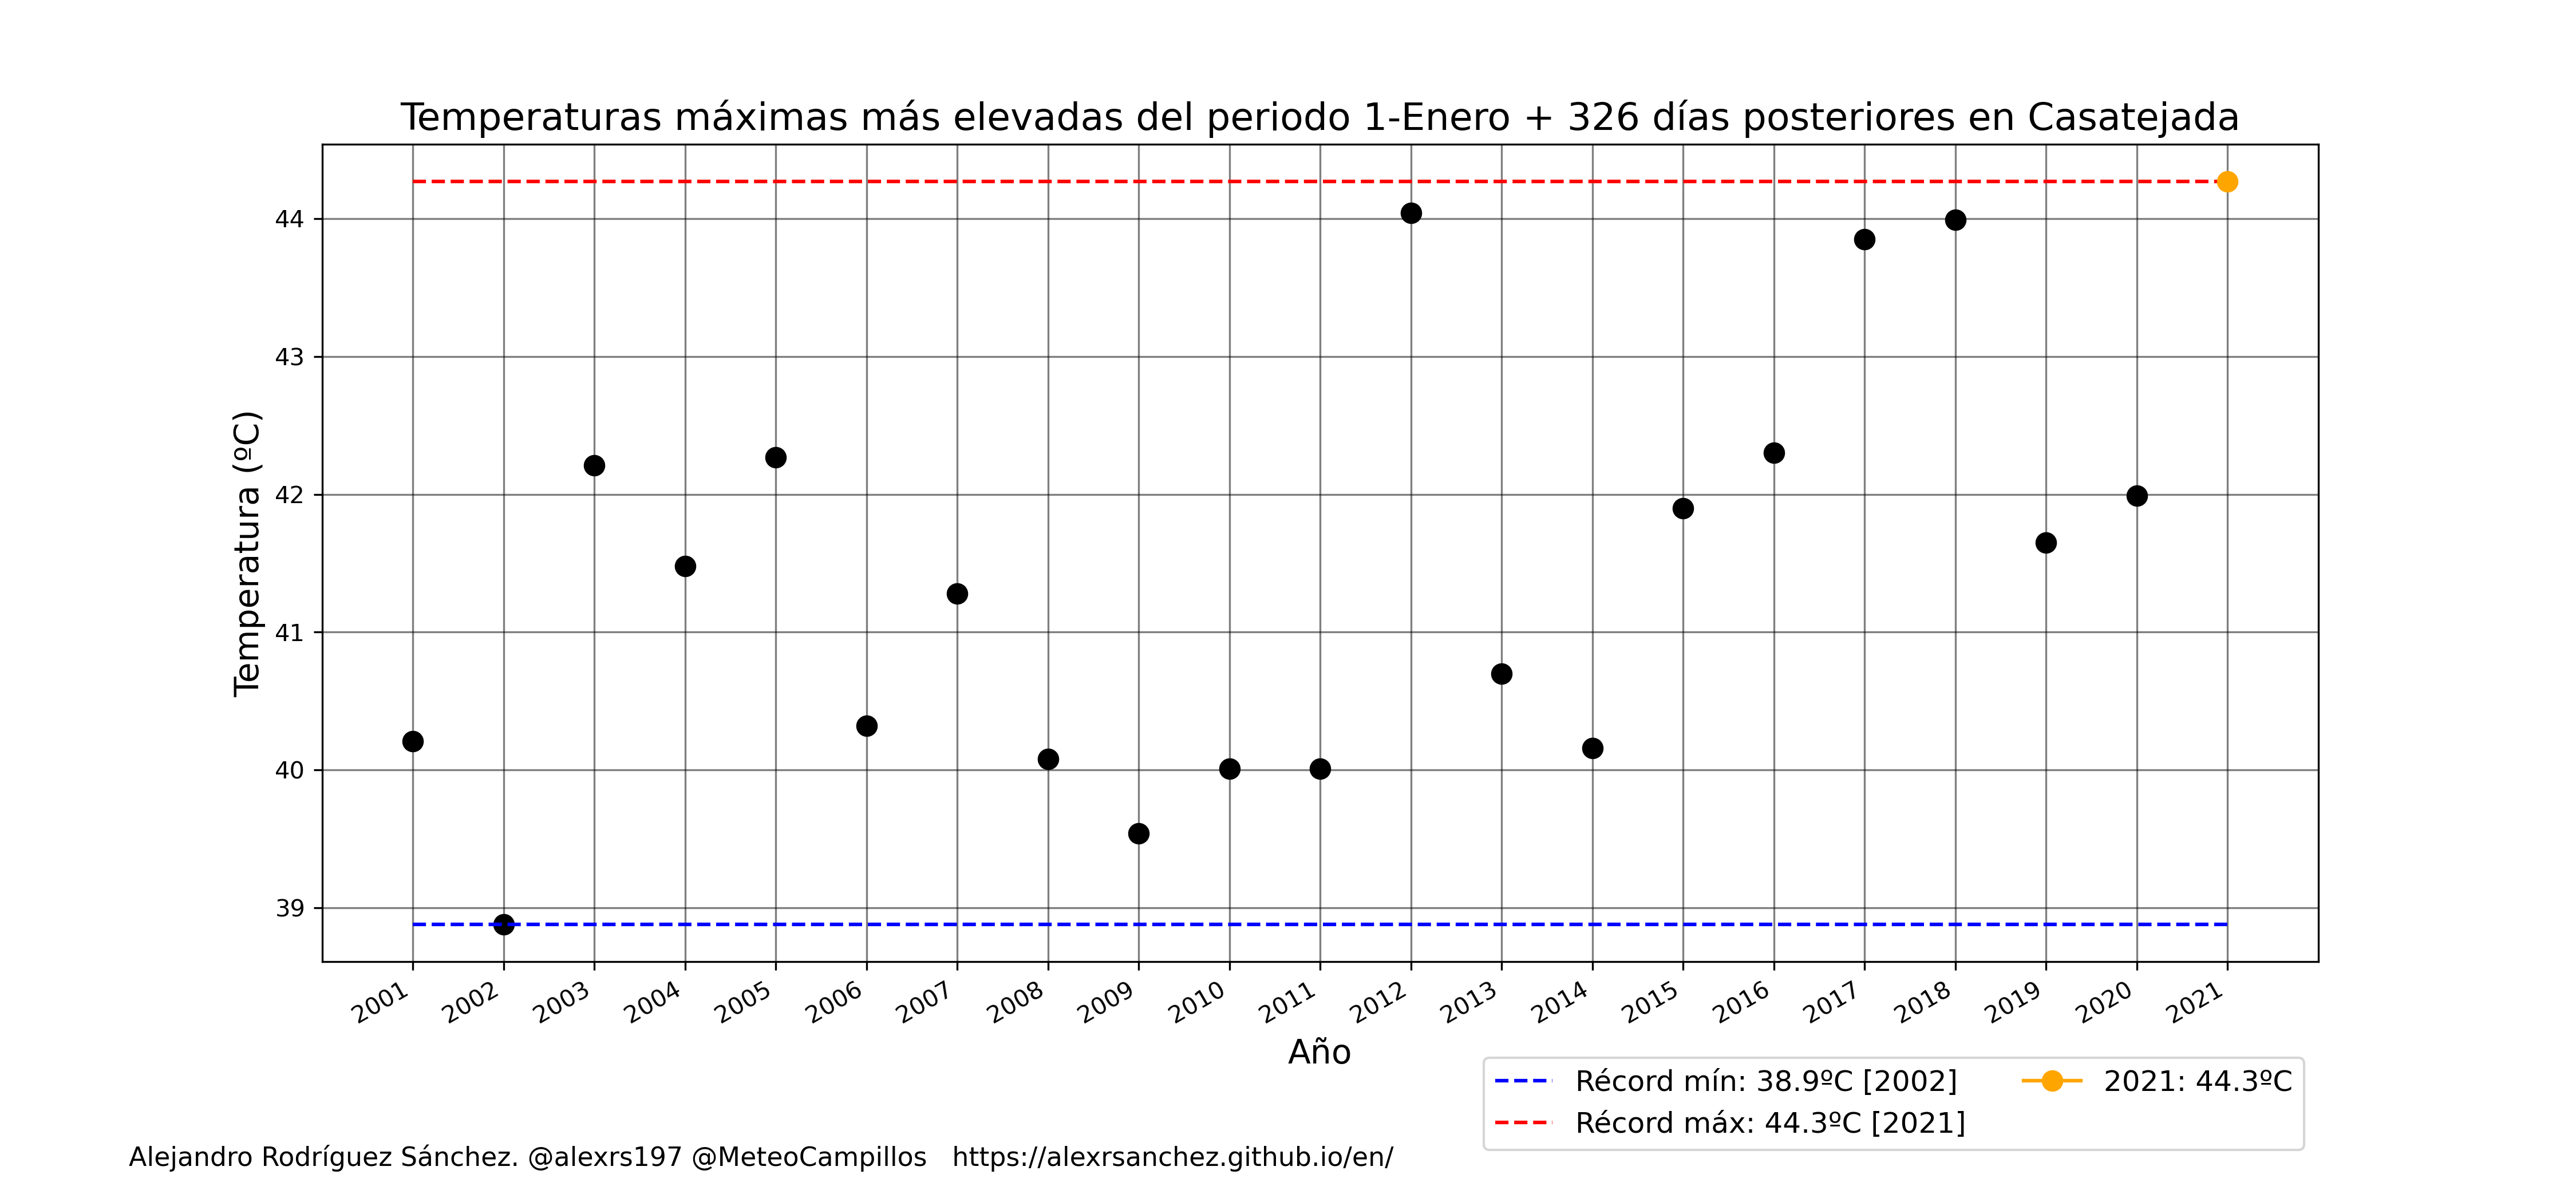 Temperaturas máximas más elevadas del periodo 1-Enero + 326 días posteriores en Casatejada
Temperatura (ºC)
44
43
42
41
40
39
2001 2002 2003 2004 2005 2006 2007 2008 2009 2010 2011 2012 2013 2014 2015 2016 2017 2018 2019 2020 2021
Año
Récord mín: 38.9ºC [2002]
Récord máx: 44.3ºC [2021]
2021: 44.3ºC
Alejandro Rodríguez Sánchez. @alexrs197 @MeteoCampillos https://alexrsanchez.github.io/en/